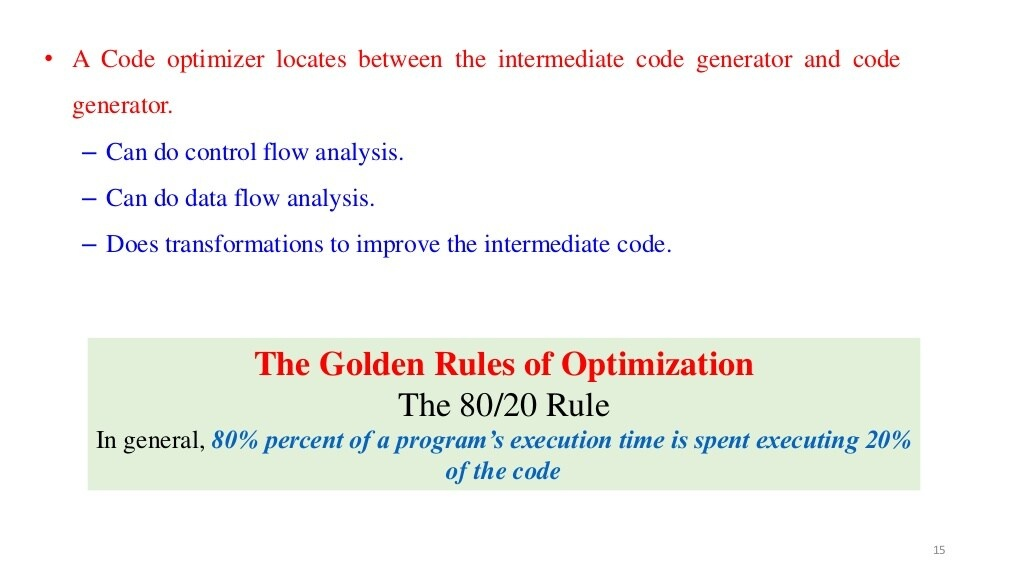 • A Code optimizer locates between the intermediate code generator and code
generator.
– Can do control flow analysis.
– Can do data flow analysis.
– Does transformations to improve the intermediate code.
The Golden Rules of Optimization
The 80/20 Rule
In general, 80% percent of a program’s execution time is spent executing 20%
of the code
15